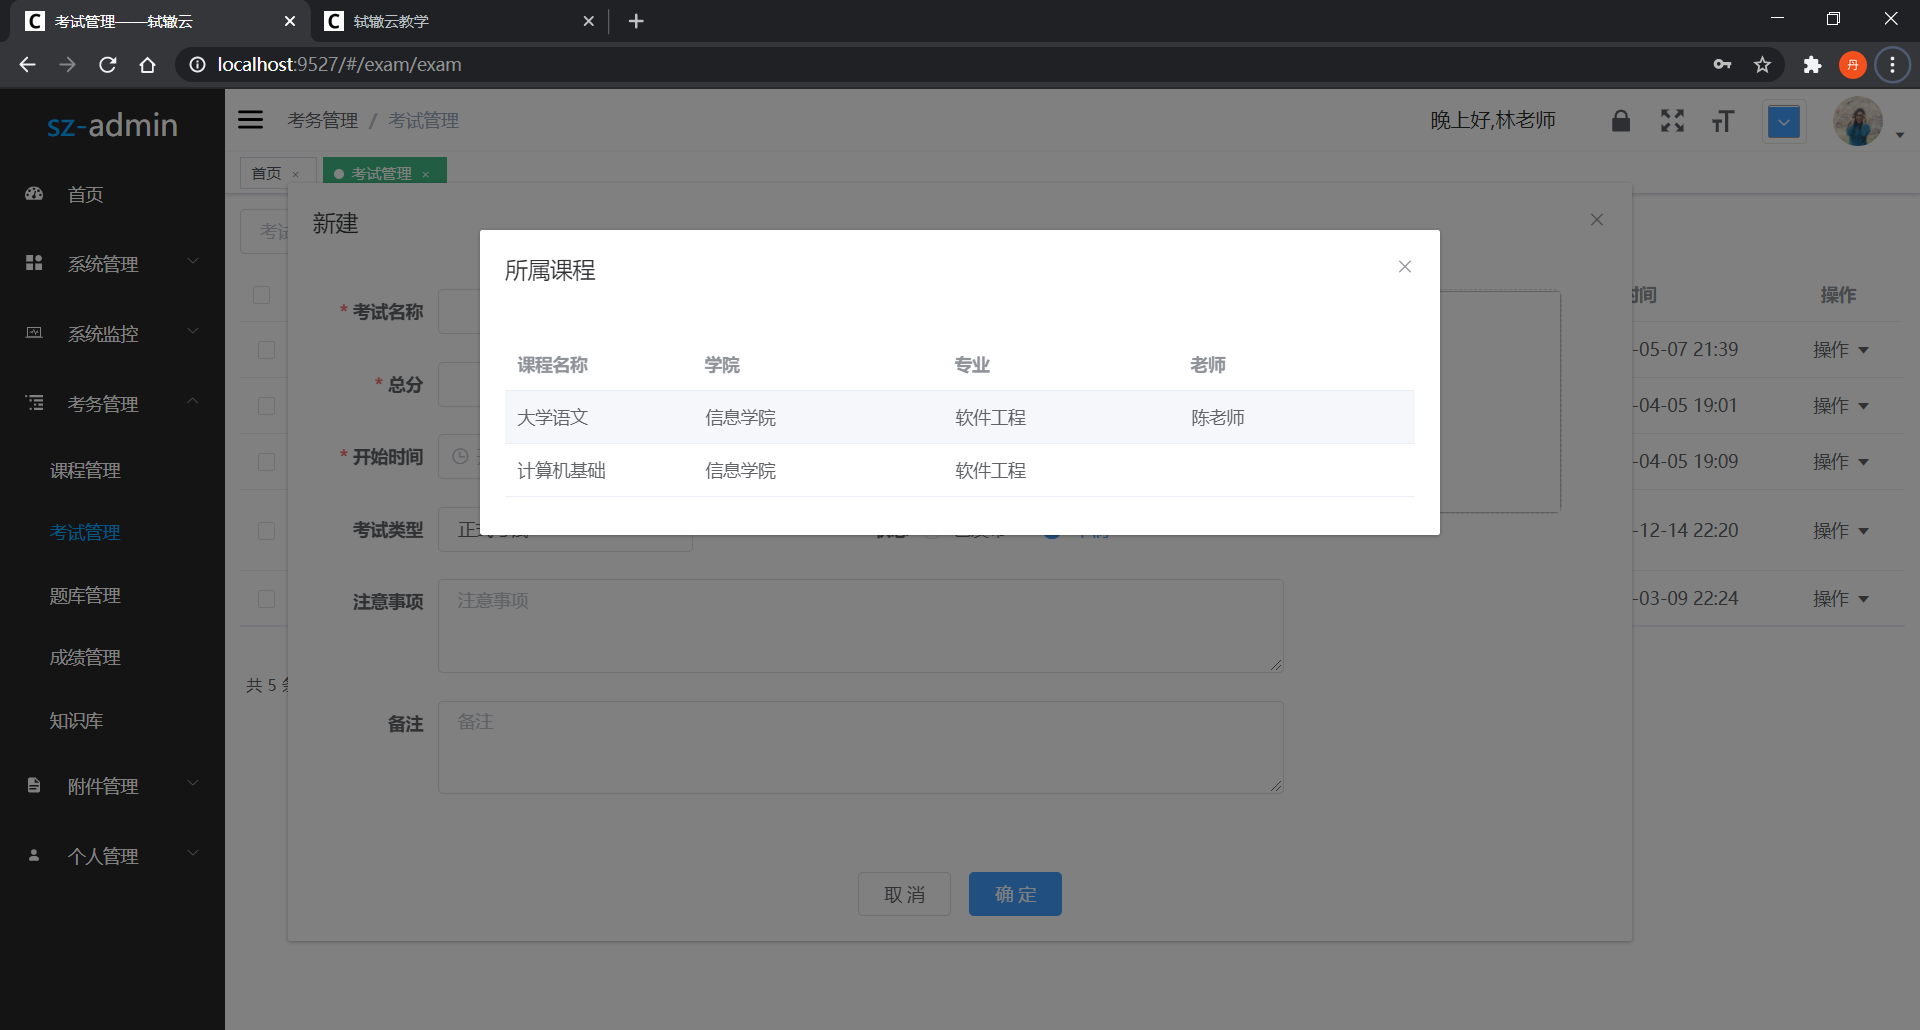 考试管理——轼辙云
轼辙云教学
localhost:9527/#/exam/exam
丹
sz-admin
考务管理 / 考试管理
晚上好,林老师
首页
考试管理
首页
系统管理
系统监控
考务管理
课程管理
考试管理
题库管理
成绩管理
知识库
附件管理
个人管理
新建
所属课程
课程名称 学院 专业 老师
大学语文 信息学院 软件工程 陈老师
计算机基础 信息学院 软件工程
* 考试名称
* 总分
* 开始时间
考试类型
注意事项
注意事项
备注
备注
取消
确定
时间 操作
-05-07 21:39 操作
-04-05 19:01 操作
-04-05 19:09 操作
-12-14 22:20 操作
-03-09 22:24 操作
共 5